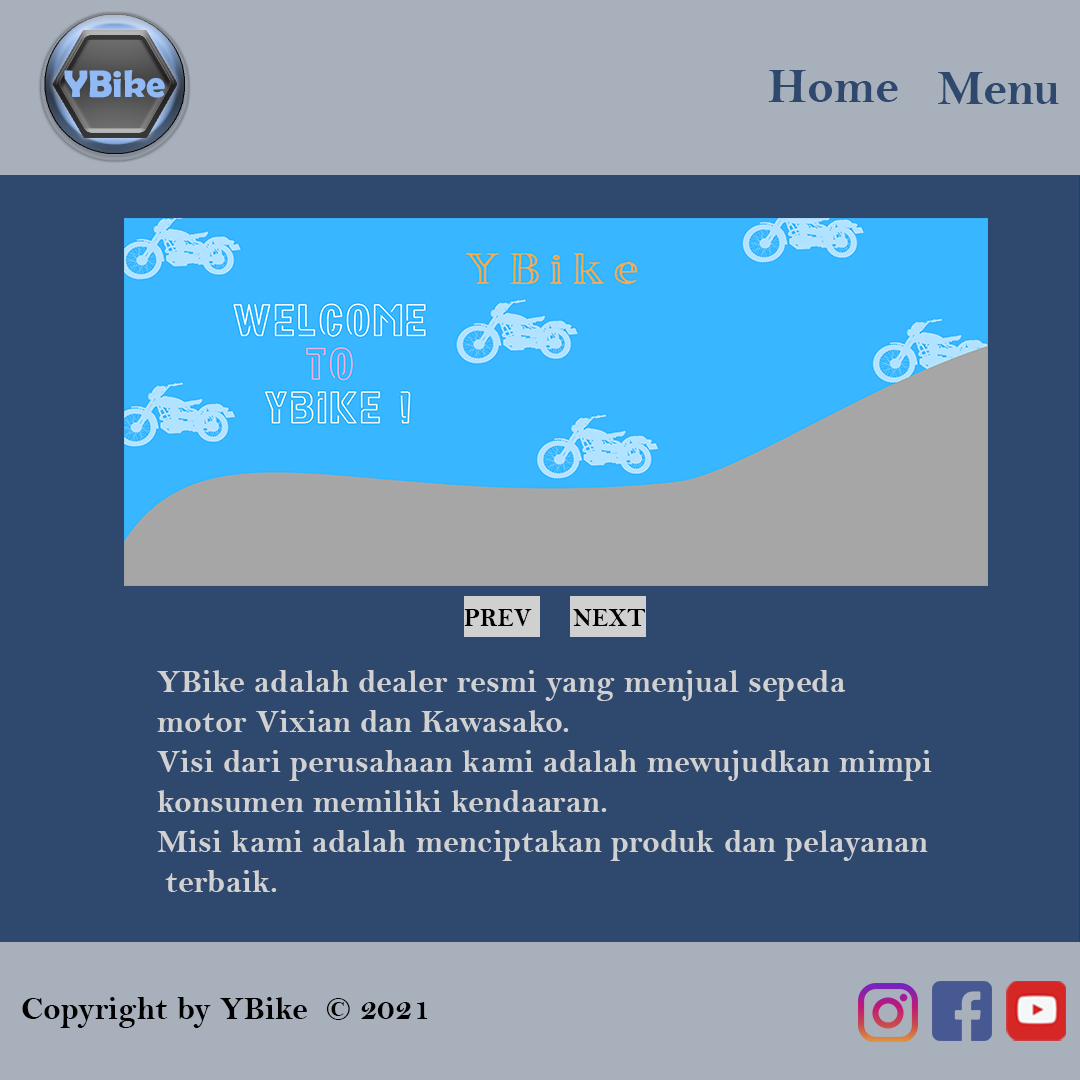 YBike
Home Menu
YBike
WELCOME
TO
YBIKE !
PREV NEXT
YBike adalah dealer resmi yang menjual sepeda
motor Vixian dan Kawasako.
Visi dari perusahaan kami adalah mewujudkan mimpi
konsumen memiliki kendaaran.
Misi kami adalah menciptakan produk dan pelayanan
terbaik.
Copyright by YBike © 2021